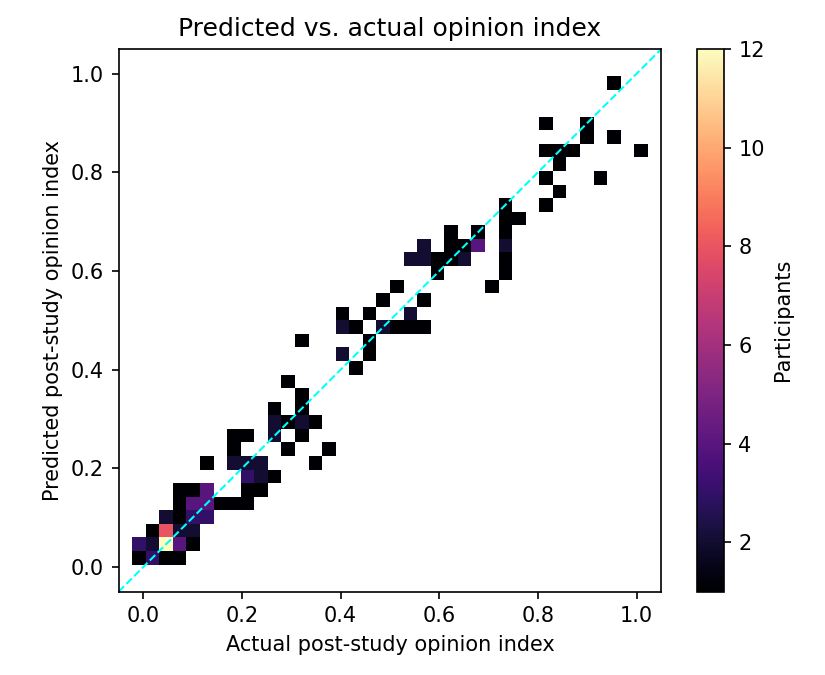 Predicted vs. actual opinion index
Predicted post-study opinion index
1.0
0.8
0.6
0.4
0.2
0.0
0.0 0.2 0.4 0.6 0.8 1.0
Actual post-study opinion index
12
10
8
6
4
2
Participants